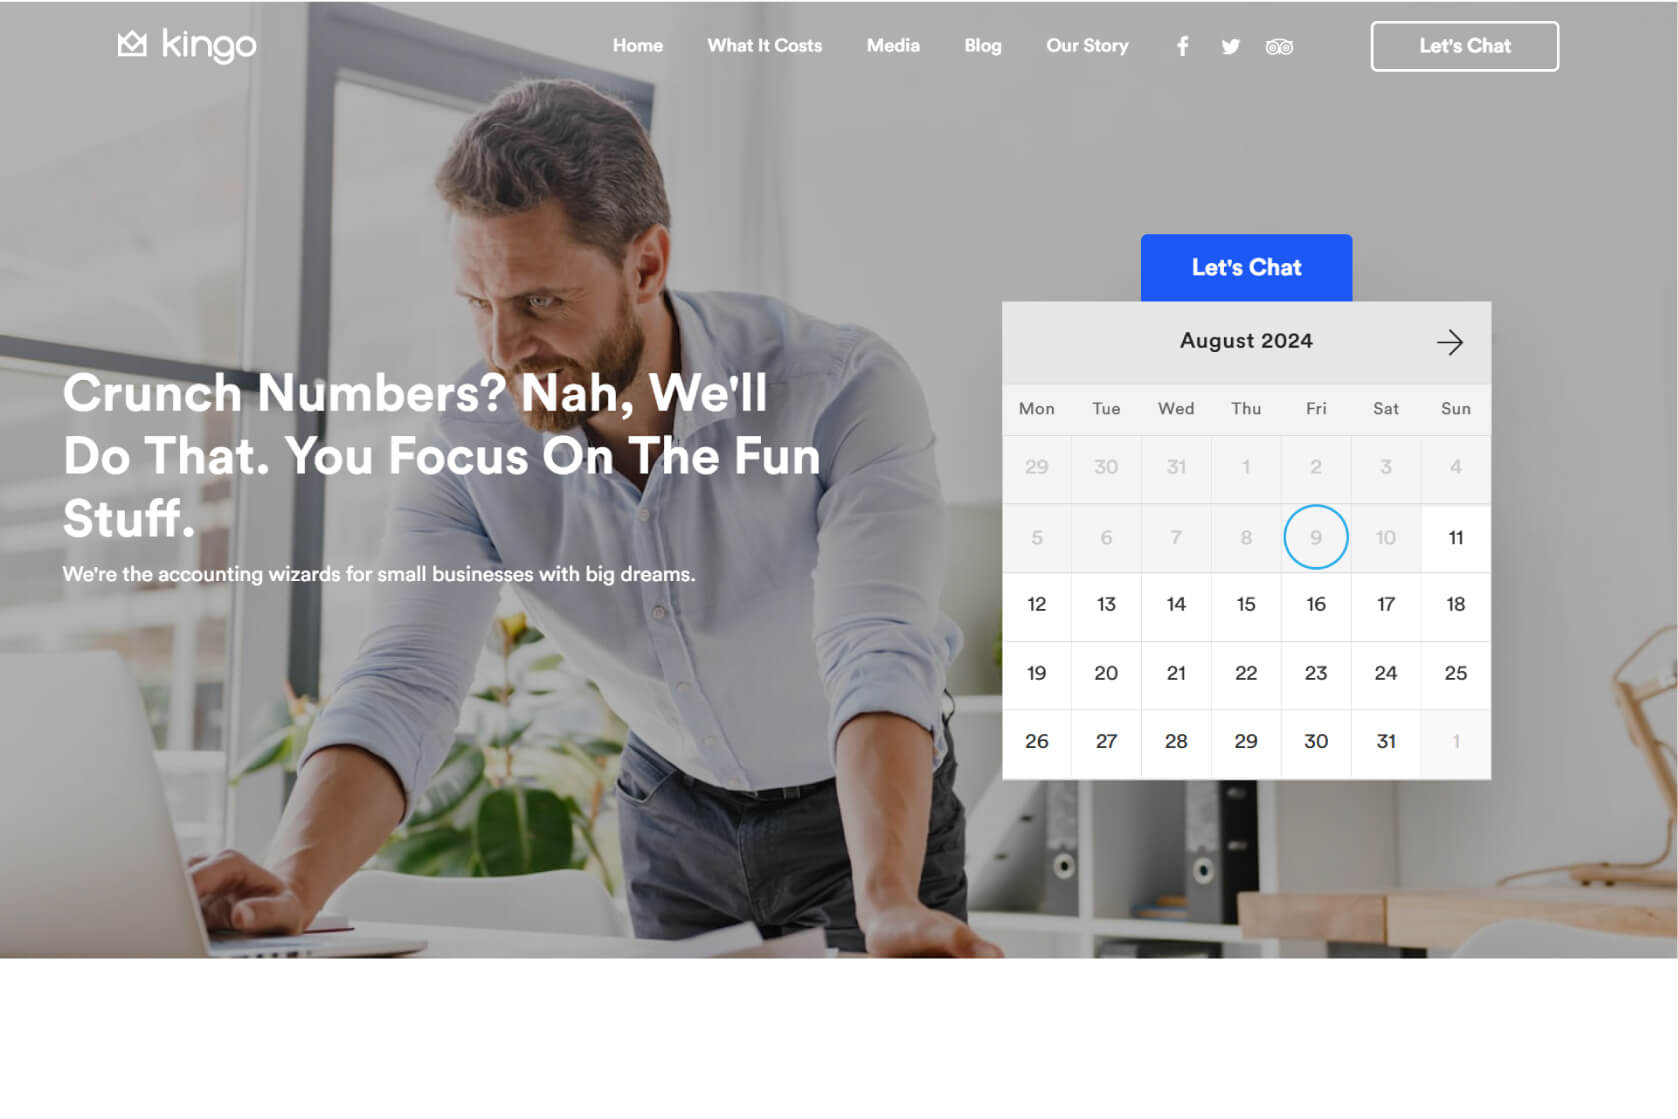 kingo
Home What It Costs Media Blog Our Story Let's Chat
Crunch Numbers? Nah, We'll
Do That. You Focus On The Fun
Stuff.
We're the accounting wizards for small businesses with big dreams.
Let's Chat
August 2024
Mon Tue Wed Thu Fri Sat Sun
29 30 31 1 2 3 4
5 6 7 8 9 10 11
12 13 14 15 16 17 18
19 20 21 22 23 24 25
26 27 28 29 30 31 1